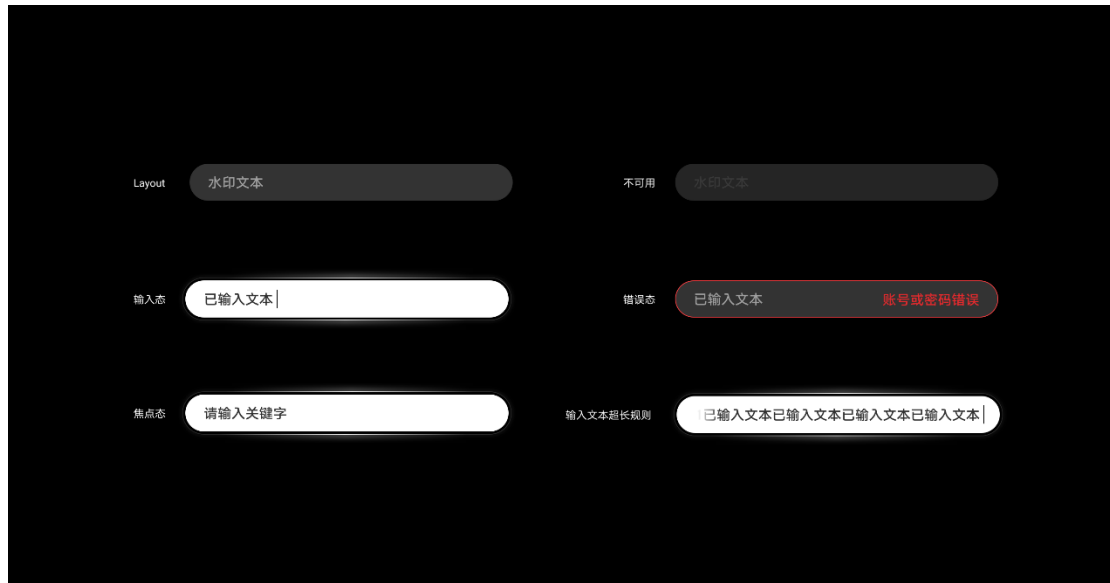 Layout 水印文本
不可用 水印文本
输入态 已输入文本
错误态 已输入文本 账号或密码错误
焦点态 请输入关键字
输入文本超长规则 已输入文本已输入文本已输入文本已输入文本